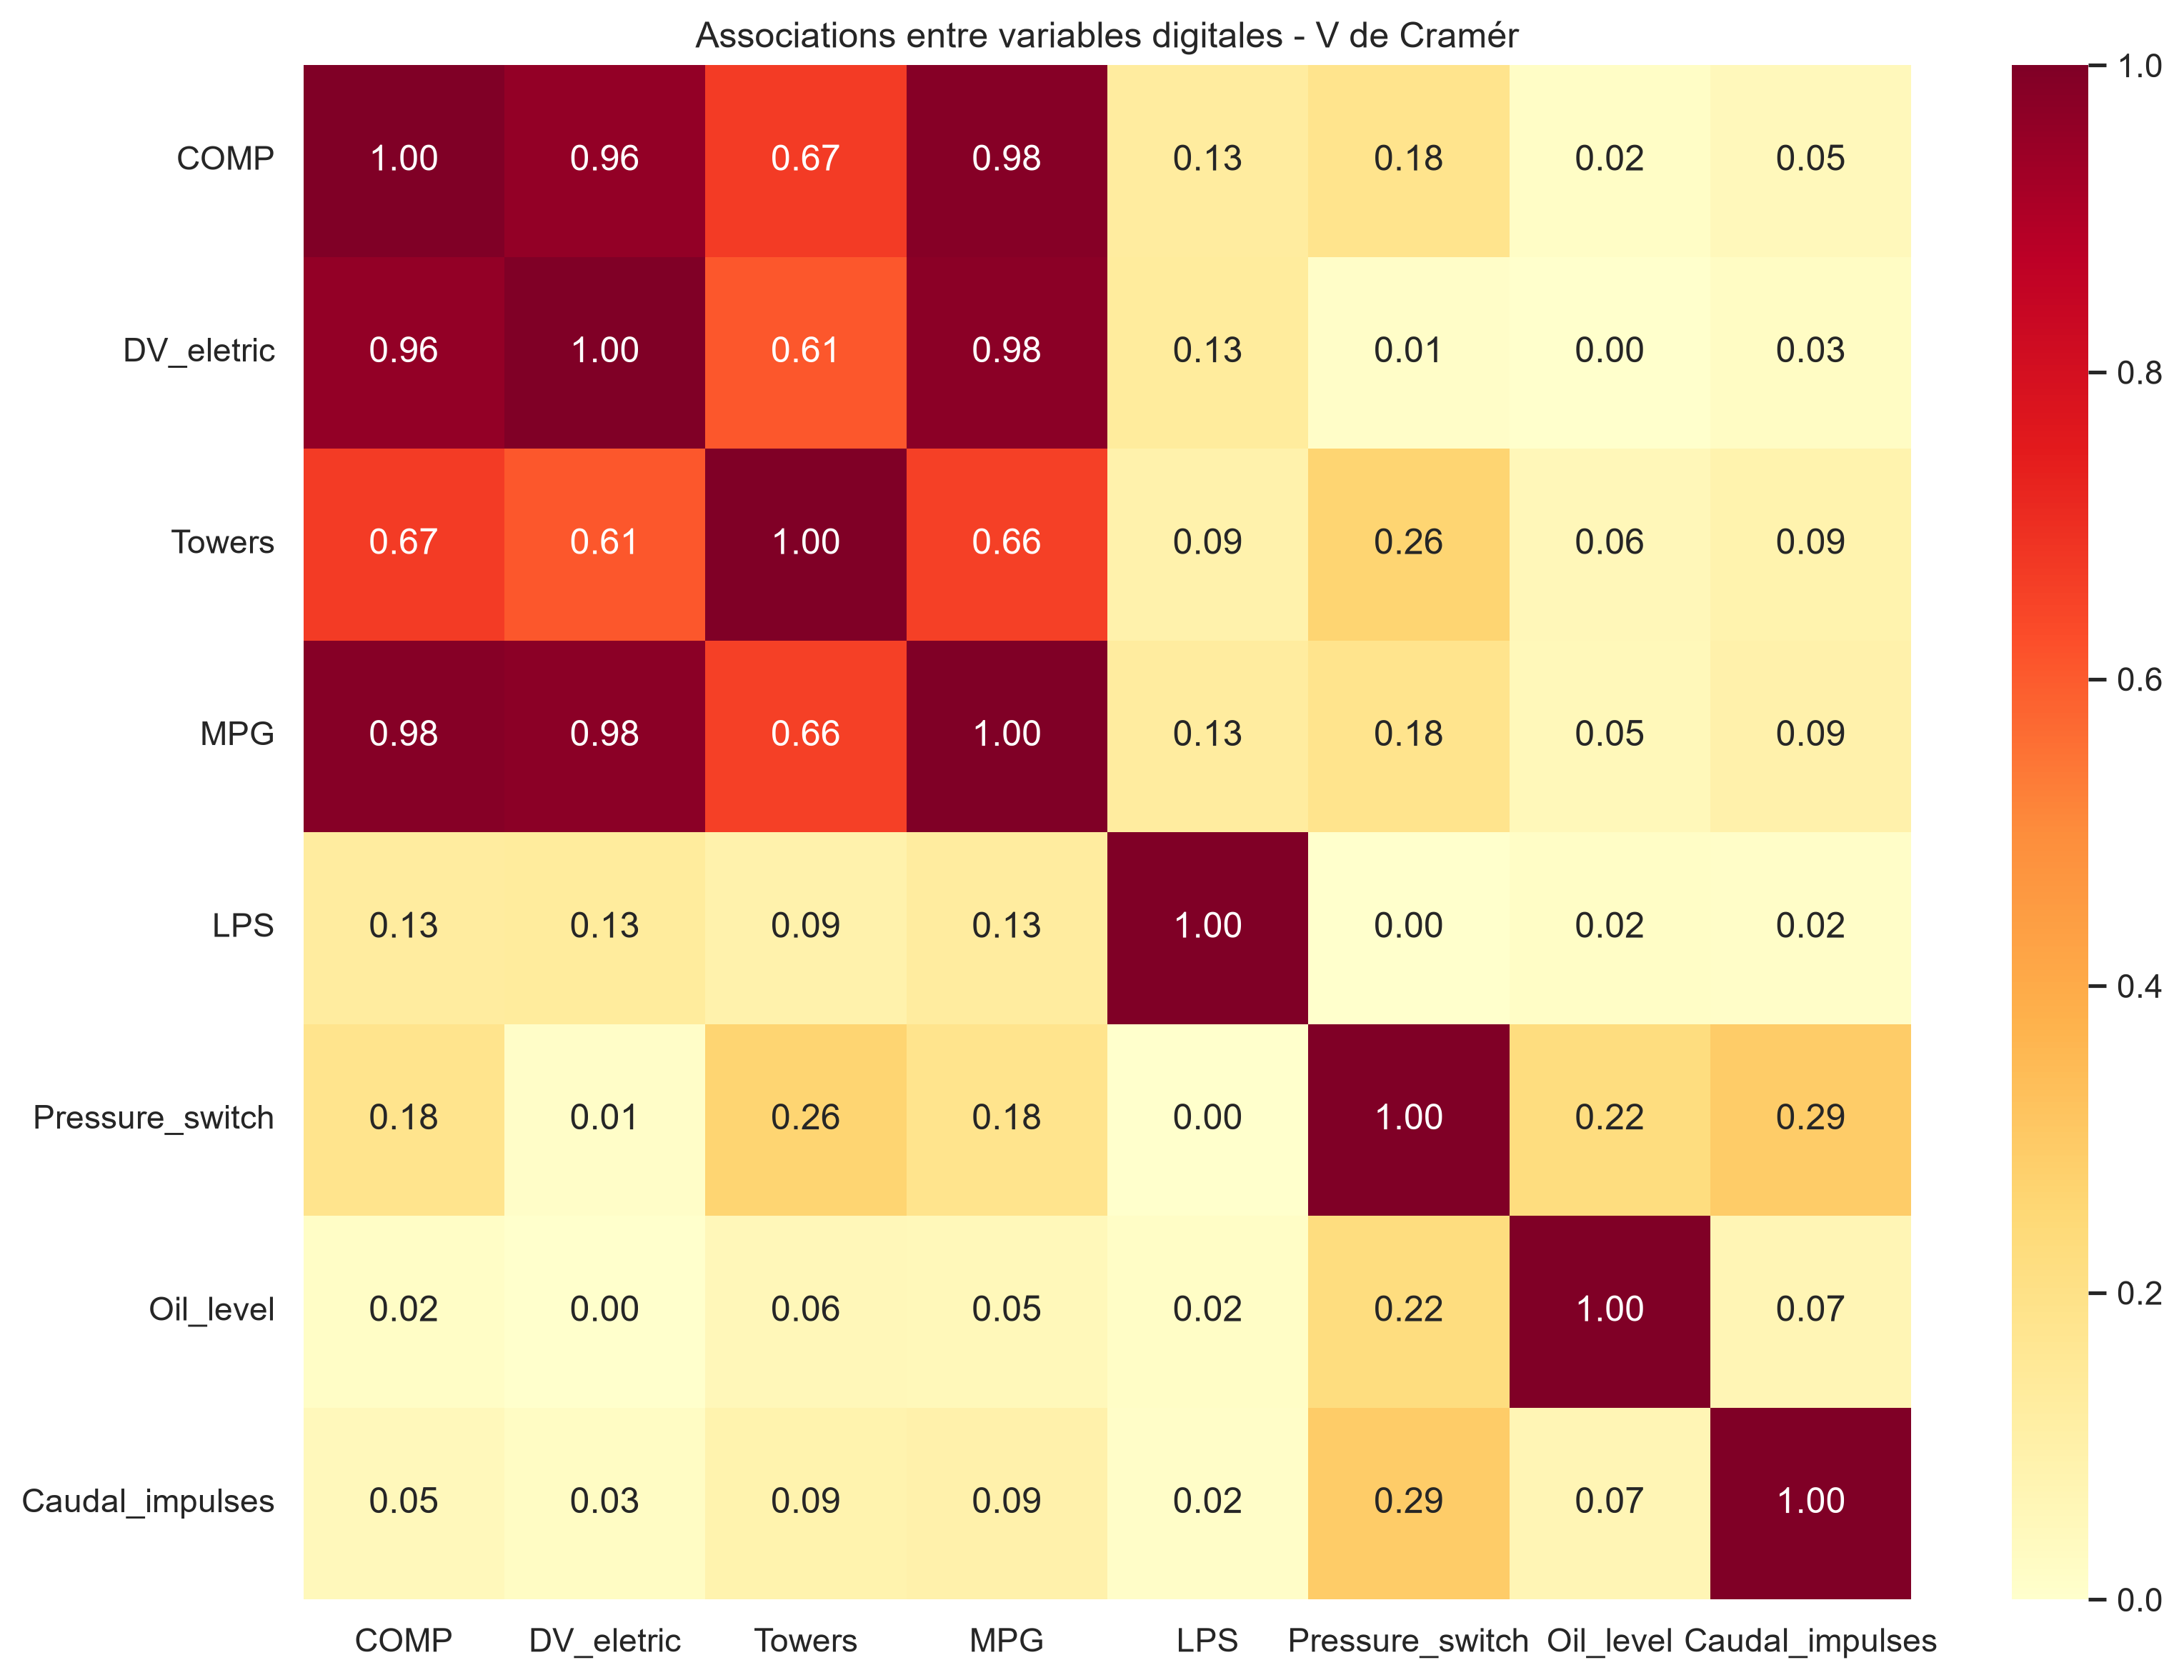 Associations entre variables digitales - V de Cramér
COMP 1.00 0.96 0.67 0.98 0.13 0.18 0.02 0.05
DV_eletric 0.96 1.00 0.61 0.98 0.13 0.01 0.00 0.03
Towers 0.67 0.61 1.00 0.66 0.09 0.26 0.06 0.09
MPG 0.98 0.98 0.66 1.00 0.13 0.18 0.05 0.09
LPS 0.13 0.13 0.09 0.13 1.00 0.00 0.02 0.02
Pressure_switch 0.18 0.01 0.26 0.18 0.00 1.00 0.22 0.29
Oil_level 0.02 0.00 0.06 0.05 0.02 0.22 1.00 0.07
Caudal_impulses 0.05 0.03 0.09 0.09 0.02 0.29 0.07 1.00
COMP DV_eletric Towers MPG LPS Pressure_switch Oil_level Caudal_impulses
1.0
0.8
0.6
0.4
0.2
0.0